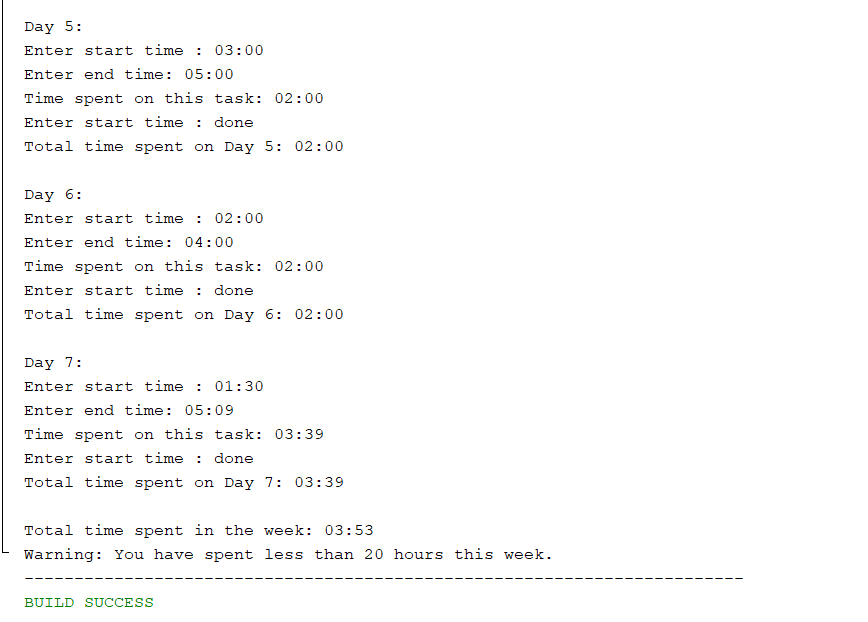 Day 5:
Enter start time : 03:00
Enter end time: 05:00
Time spent on this task: 02:00
Enter start time : done
Total time spent on Day 5: 02:00
Day 6:
Enter start time : 02:00
Enter end time: 04:00
Time spent on this task: 02:00
Enter start time : done
Total time spent on Day 6: 02:00
Day 7:
Enter start time : 01:30
Enter end time: 05:09
Time spent on this task: 03:39
Enter start time : done
Total time spent on Day 7: 03:39
Total time spent in the week: 03:53
Warning: You have spent less than 20 hours this week.
------------------------------------------------------------------------
BUILD SUCCESS